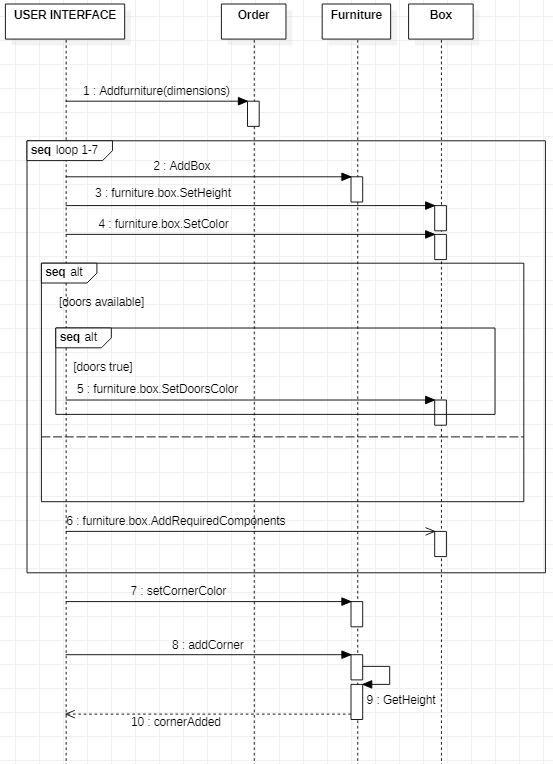 USER INTERFACE
Order
Furniture
Box
1 : Addfurniture(dimensions)
seq loop 1-7
2 : AddBox
3 : furniture.box.SetHeight
4 : furniture.box.SetColor
seq alt
[doors available]
seq alt
[doors true]
5 : furniture.box.SetDoorsColor
6 : furniture.box.AddRequiredComponents
7 : setCornerColor
8 : addCorner
9 : GetHeight
10 : cornerAdded